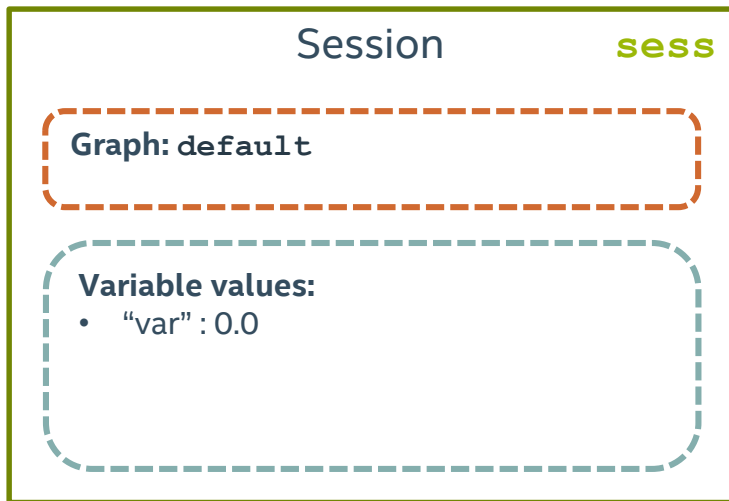 Session sess
Graph: default
Variable values:
• “var” : 0.0